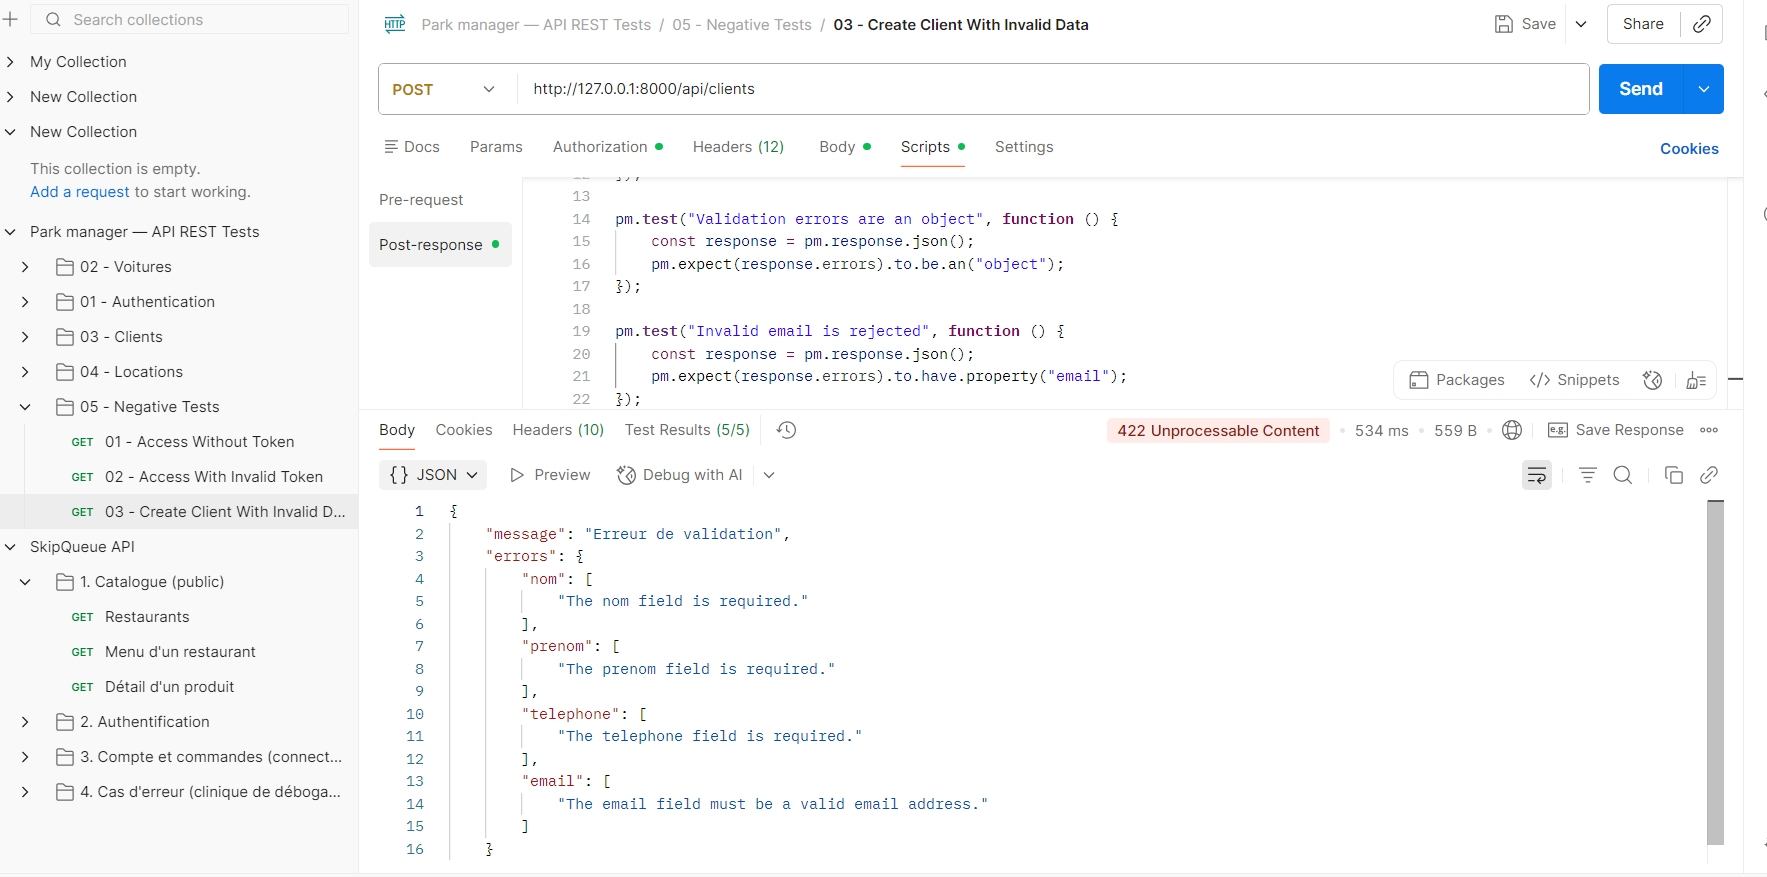 Search collections
My Collection
New Collection
New Collection
This collection is empty.
Add a request to start working.
Park manager — API REST Tests
02 - Voitures
01 - Authentication
03 - Clients
04 - Locations
05 - Negative Tests
GET 01 - Access Without Token
GET 02 - Access With Invalid Token
GET 03 - Create Client With Invalid D...
SkipQueue API
1. Catalogue (public)
GET Restaurants
GET Menu d'un restaurant
GET Détail d'un produit
2. Authentification
3. Compte et commandes (connect...
4. Cas d'erreur (clinique de déboga...
HTTP Park manager — API REST Tests / 05 - Negative Tests / 03 - Create Client With Invalid Data
Save Share
POST http://127.0.0.1:8000/api/clients Send
Docs Params Authorization Headers (12) Body Scripts Settings Cookies
Pre-request
Post-response
12 });
13
14 pm.test("Validation errors are an object", function () {
15 const response = pm.response.json();
16 pm.expect(response.errors).to.be.an("object");
17 });
18
19 pm.test("Invalid email is rejected", function () {
20 const response = pm.response.json();
21 pm.expect(response.errors).to.have.property("email");
22 });
Packages </> Snippets
Body Cookies Headers (10) Test Results (5/5) 422 Unprocessable Content 534 ms 559 B e.g. Save Response
{} JSON Preview Debug with AI
1 {
2 "message": "Erreur de validation",
3 "errors": {
4 "nom": [
5 "The nom field is required."
6 ],
7 "prenom": [
8 "The prenom field is required."
9 ],
10 "telephone": [
11 "The telephone field is required."
12 ],
13 "email": [
14 "The email field must be a valid email address."
15 ]
16 }